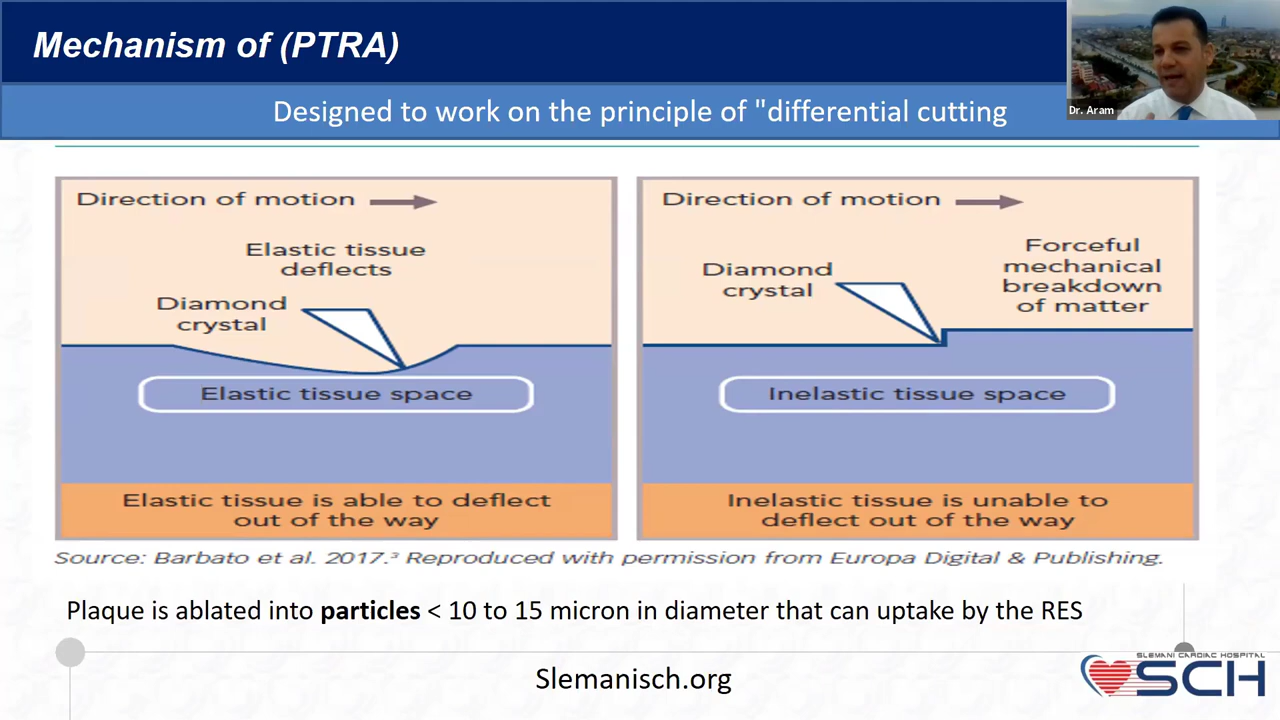 Mechanism of (PTRA)
Dr. Aram
Designed to work on the principle of "differential cutting
Direction of motion
Elastic tissue
deflects
Diamond
crystal
Elastic tissue space
Elastic tissue is able to deflect
out of the way
Direction of motion
Diamond
crystal
Forceful
mechanical
breakdown
of matter
Inelastic tissue space
Inelastic tissue is unable to
deflect out of the way
Source: Barbato et al. 2017.³ Reproduced with permission from Europa Digital & Publishing.
Plaque is ablated into particles < 10 to 15 micron in diameter that can uptake by the RES
Slemanisch.org
SLEMANI CARDIAC HOSPITAL
SCH